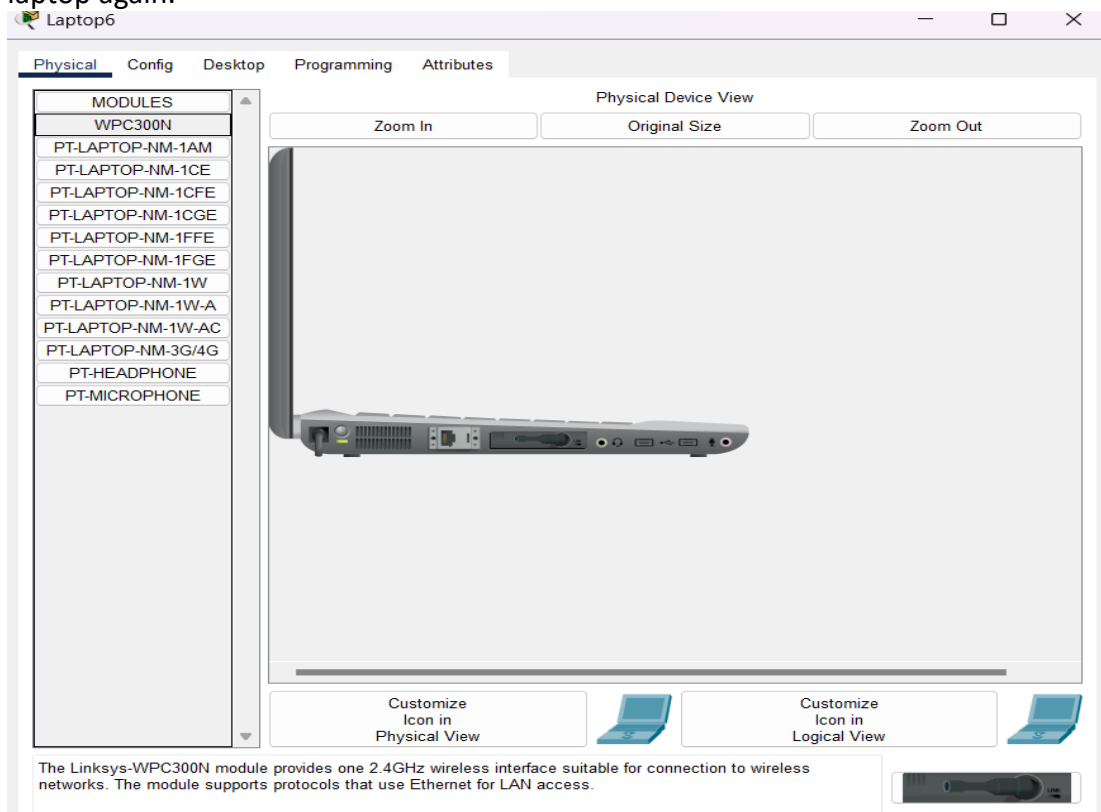 laptop again.
Laptop6
Physical Config Desktop Programming Attributes
MODULES
WPC300N
PT-LAPTOP-NM-1AM
PT-LAPTOP-NM-1CE
PT-LAPTOP-NM-1CFE
PT-LAPTOP-NM-1CGE
PT-LAPTOP-NM-1FFE
PT-LAPTOP-NM-1FGE
PT-LAPTOP-NM-1W
PT-LAPTOP-NM-1W-A
PT-LAPTOP-NM-1W-AC
PT-LAPTOP-NM-3G/4G
PT-HEADPHONE
PT-MICROPHONE
Physical Device View
Zoom In Original Size Zoom Out
Customize
Icon in
Physical View
Customize
Icon in
Logical View
The Linksys-WPC300N module provides one 2.4GHz wireless interface suitable for connection to wireless
networks. The module supports protocols that use Ethernet for LAN access.